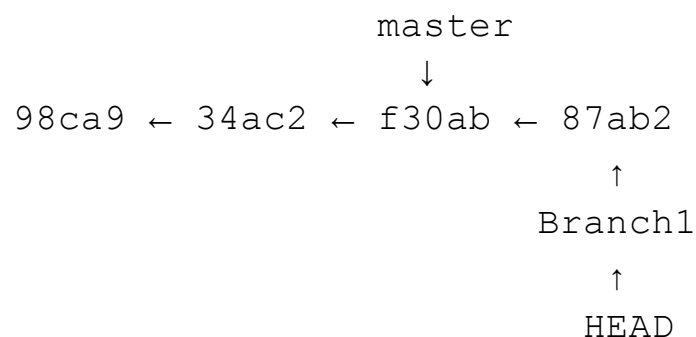 master
↓
98ca9 ← 34ac2 ← f30ab ← 87ab2
↑
Branch1
↑
HEAD